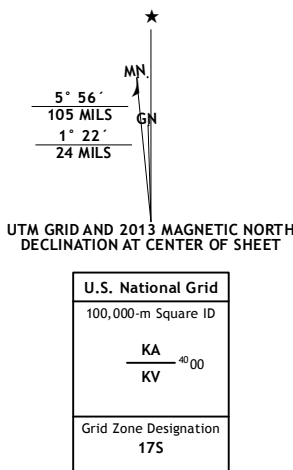 ★
MN.
5° 56´
105 MILS
GN
1° 22´
24 MILS
UTM GRID AND 2013 MAGNETIC NORTH
DECLINATION AT CENTER OF SHEET
U.S. National Grid
100,000-m Square ID
KA
⁴⁰00
KV
Grid Zone Designation
17S